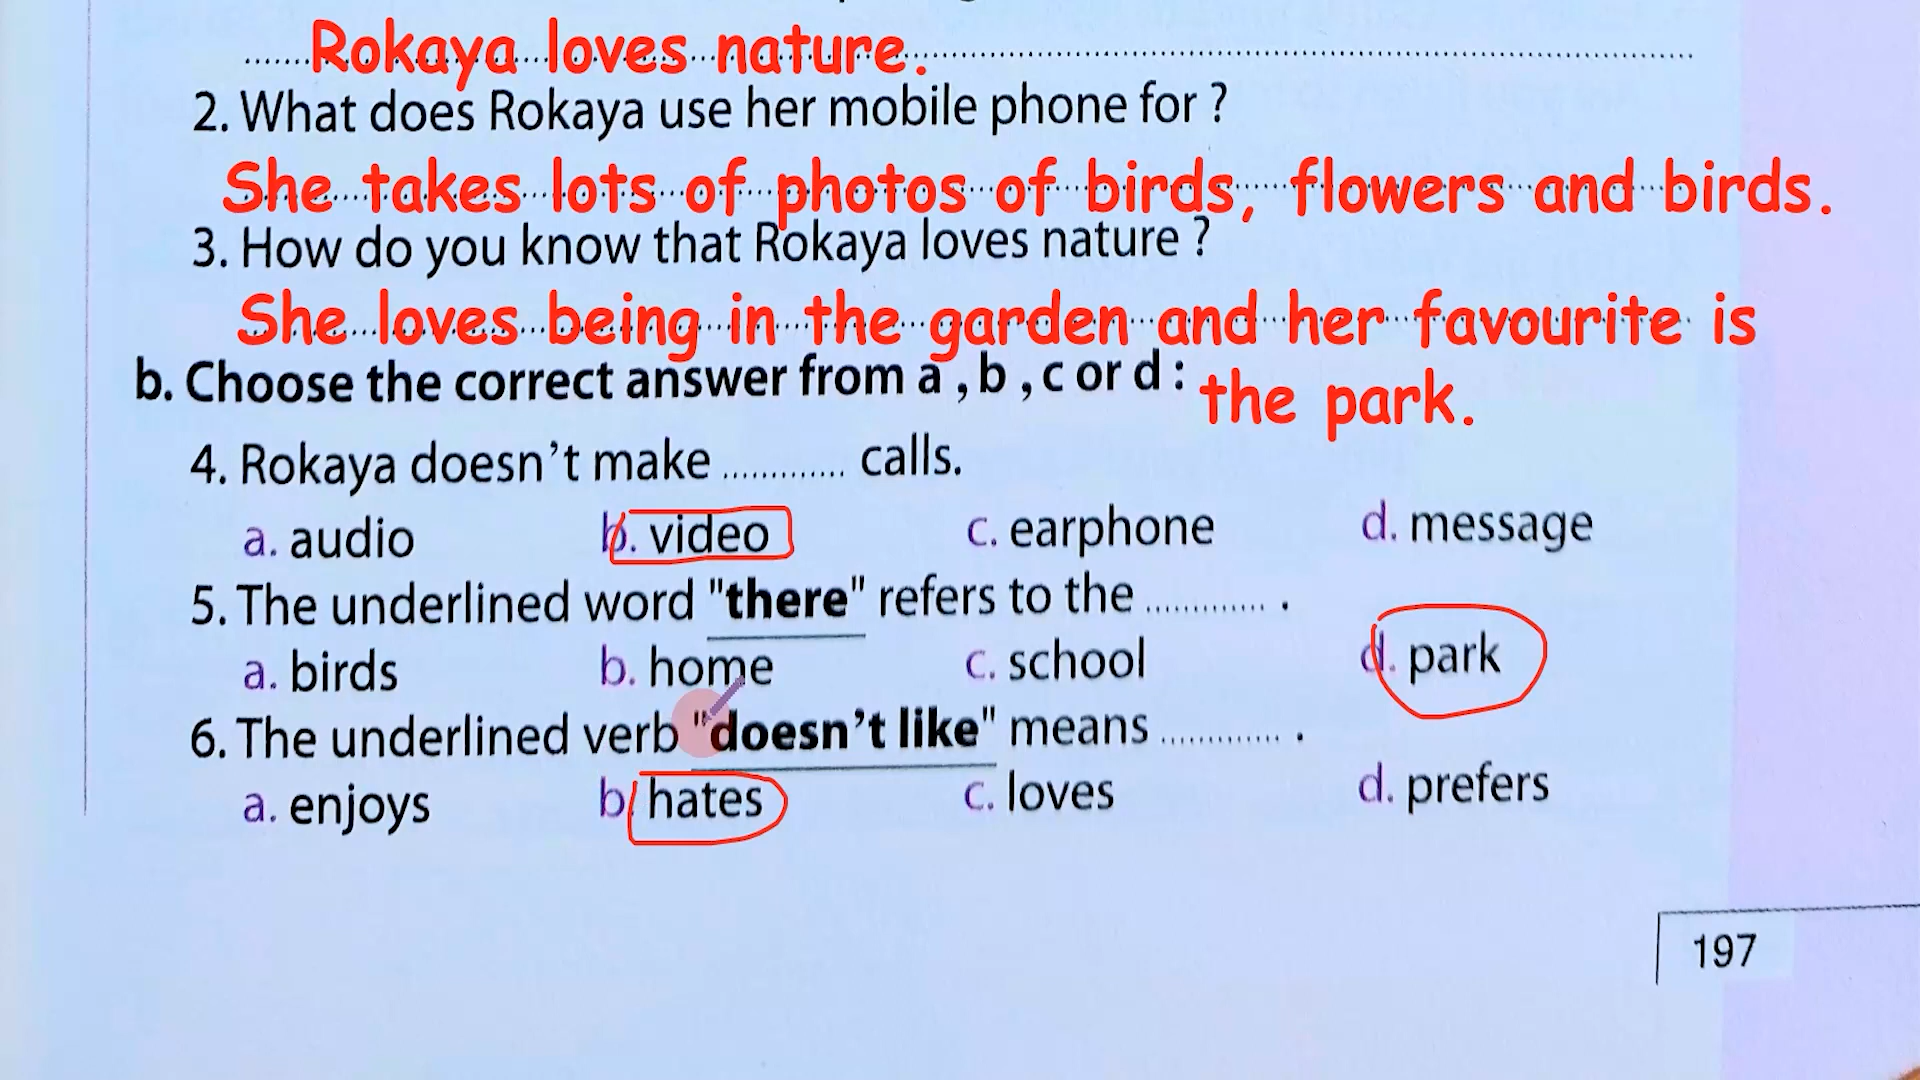 Rokaya loves nature.
2. What does Rokaya use her mobile phone for ?
She takes lots of photos of birds, flowers and birds.
3. How do you know that Rokaya loves nature ?
She loves being in the garden and her favourite is
b. Choose the correct answer from a , b , c or d :
the park.
4. Rokaya doesn't make ............. calls.
a. audio b. video c. earphone d. message
5. The underlined word "there" refers to the ............. .
a. birds b. home c. school d. park
6. The underlined verb "doesn't like" means ............. .
a. enjoys b. hates c. loves d. prefers
197